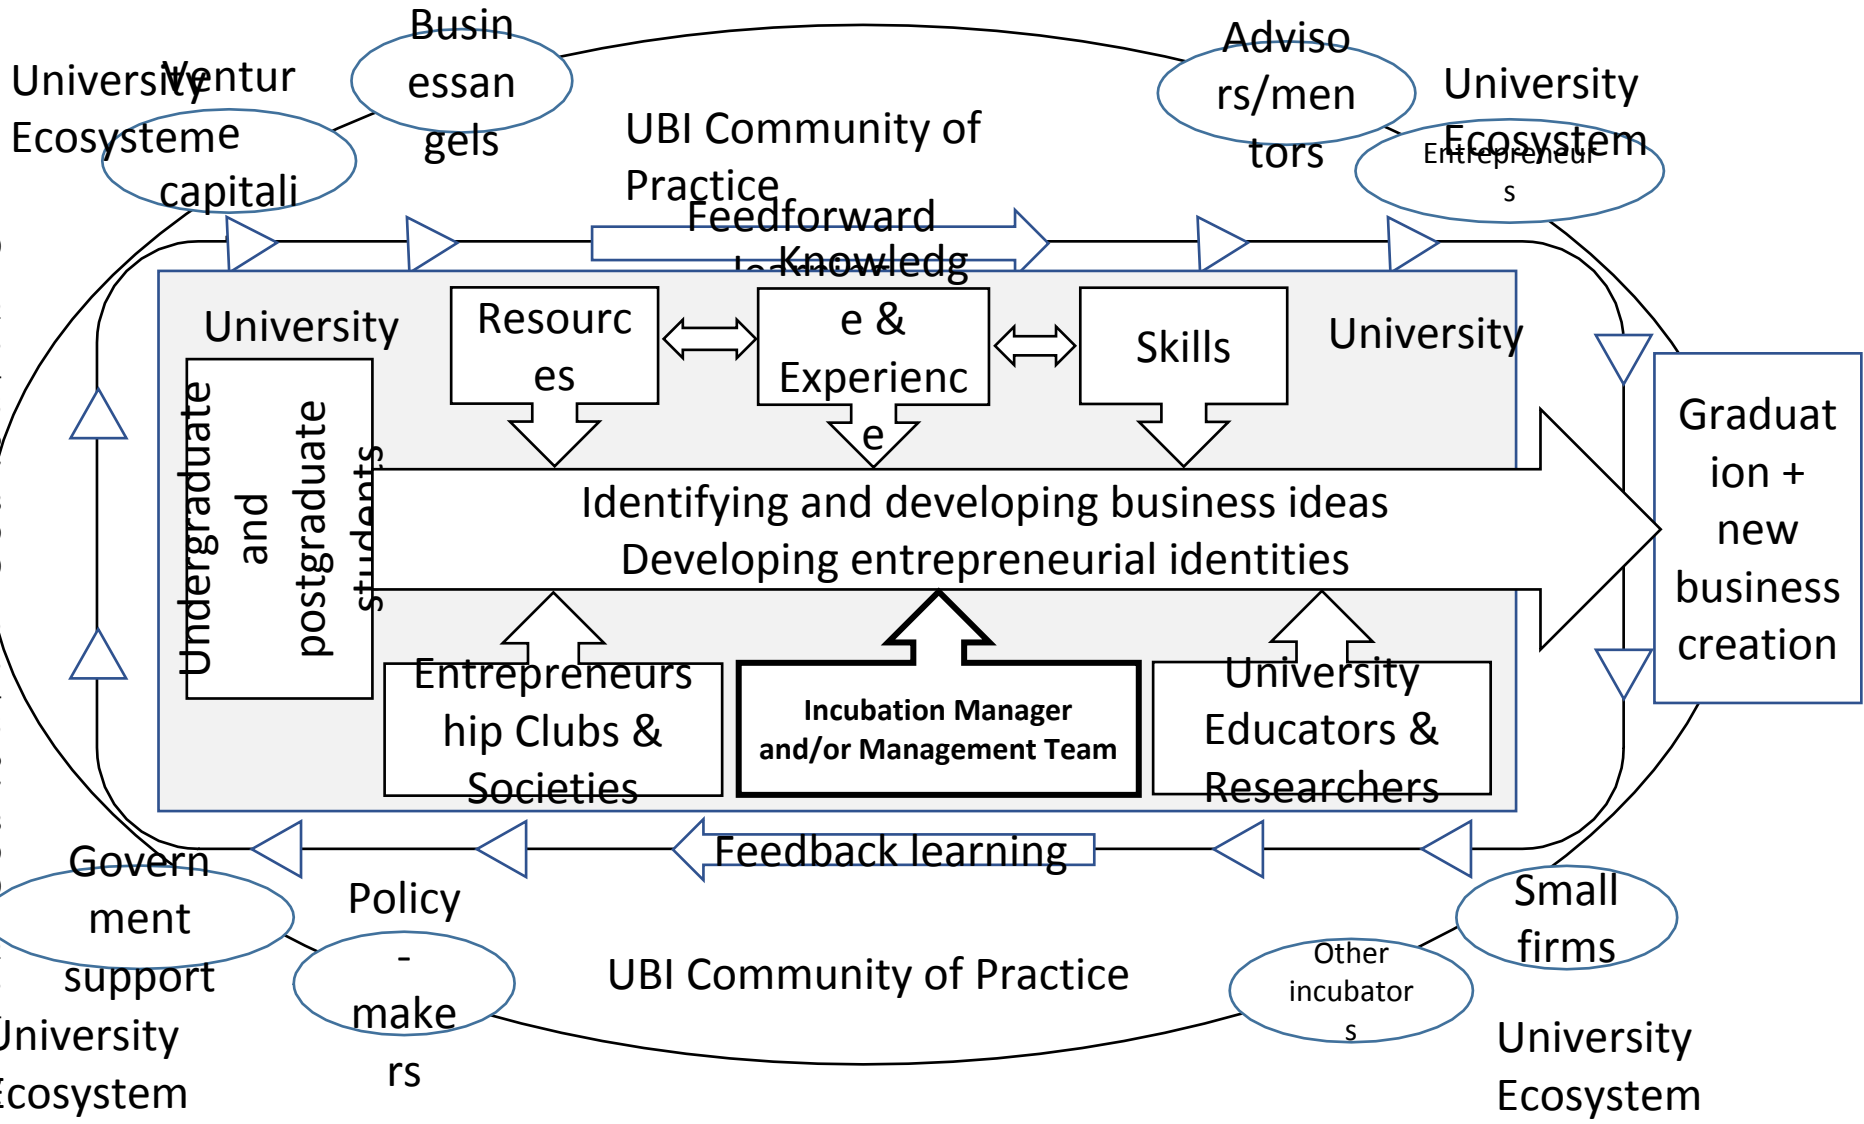 Busin
essan
gels
Adviso
rs/men
tors
University
Ecosystem
Ventur
e
capitali
University
Ecosystem
Entrepreneur
s
UBI Community of
Practice
Feedforward
learning
University
Resourc
es
Knowledg
e &
Experienc
e
Skills
University
Undergraduate
and
postgraduate
students
Identifying and developing business ideas
Developing entrepreneurial identities
Graduat
ion +
new
business
creation
Entrepreneurs
hip Clubs &
Societies
Incubation Manager
and/or Management Team
University
Educators &
Researchers
Feedback learning
Govern
ment
support
Policy
-
make
rs
UBI Community of Practice
Other
incubator
s
Small
firms
University
Ecosystem
University
Ecosystem